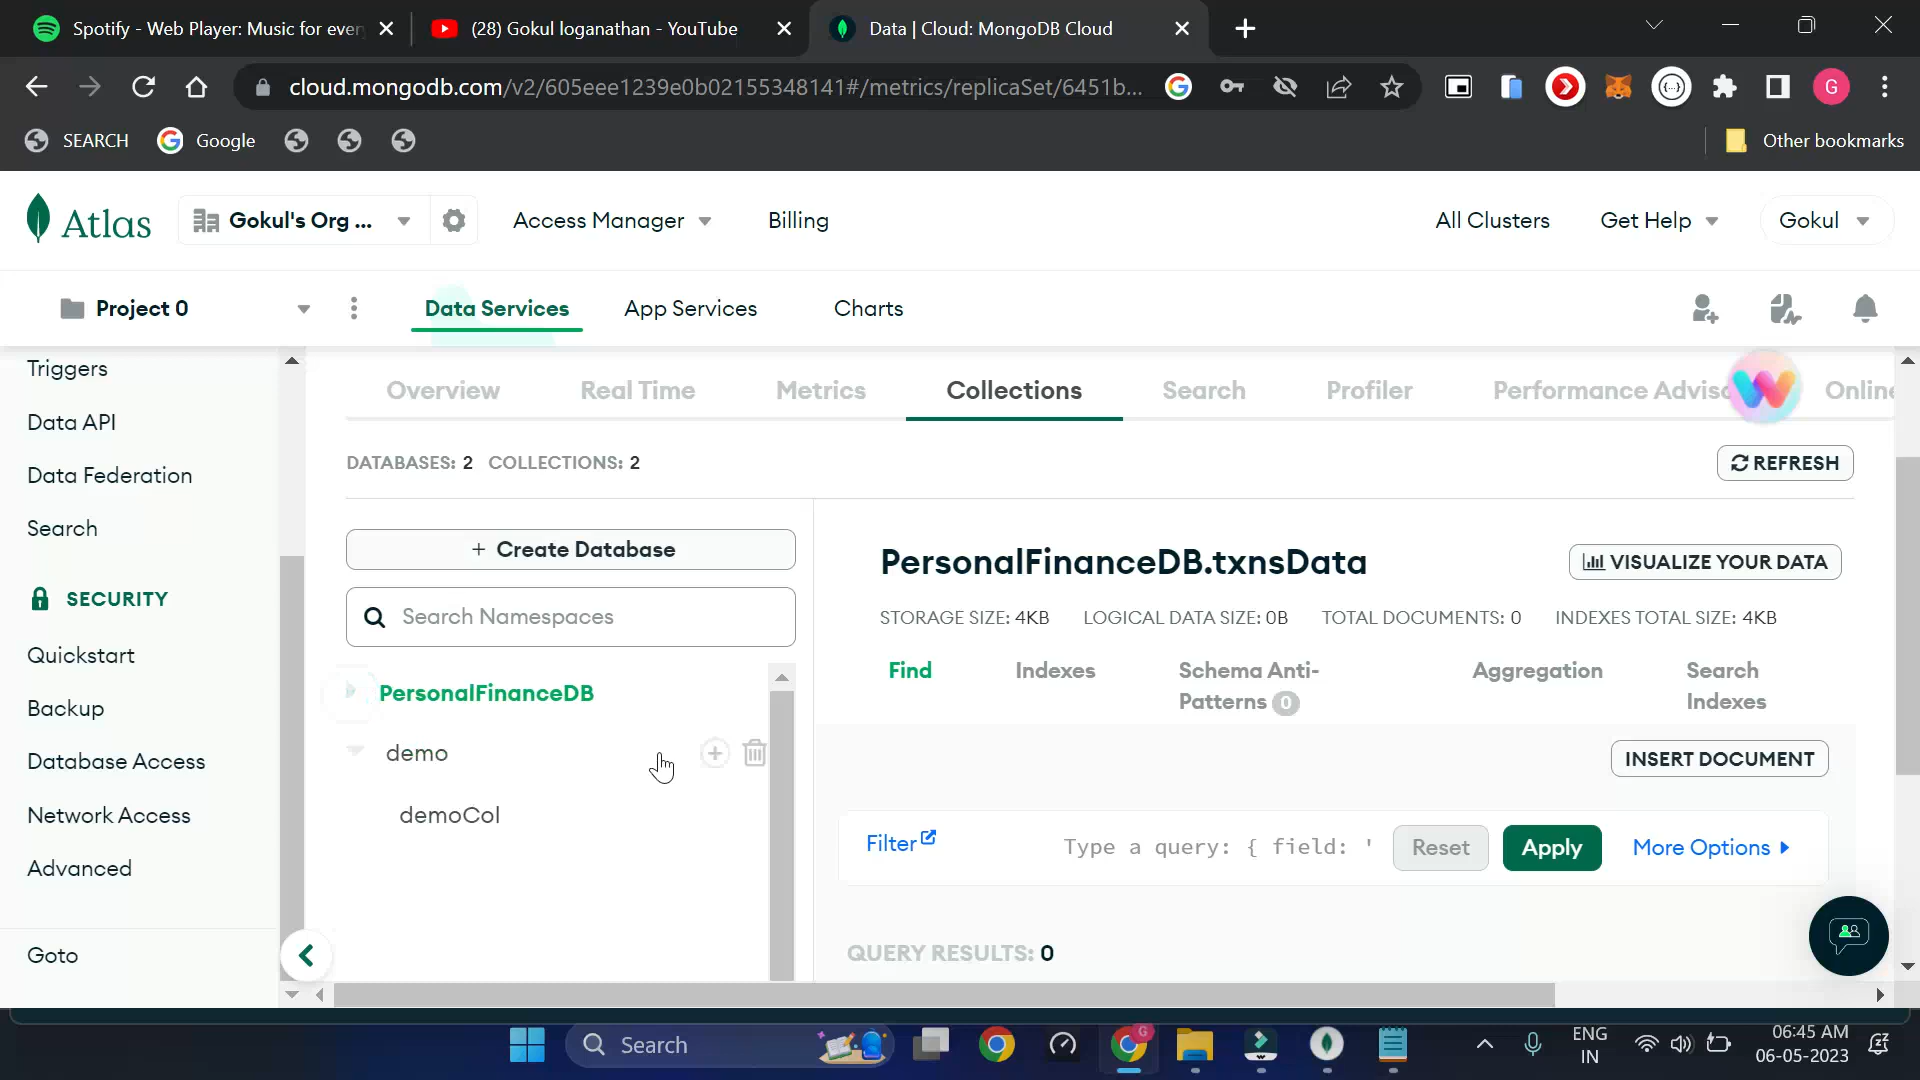 Spotify - Web Player: Music for ever
(28) Gokul loganathan - YouTube
Data | Cloud: MongoDB Cloud
cloud.mongodb.com/v2/605eee1239e0b02155348141#/metrics/replicaSet/6451b...
G
SEARCH
Google
Other bookmarks
Atlas
Gokul's Org ...
Access Manager
Billing
All Clusters
Get Help
Gokul
Project 0
Data Services
App Services
Charts
Triggers
Data API
Data Federation
Search
SECURITY
Quickstart
Backup
Database Access
Network Access
Advanced
Goto
Overview
Real Time
Metrics
Collections
Search
Profiler
Performance Adviso
Online
DATABASES: 2 COLLECTIONS: 2
REFRESH
+ Create Database
Search Namespaces
PersonalFinanceDB
demo
demoCol
PersonalFinanceDB.txnsData
VISUALIZE YOUR DATA
STORAGE SIZE: 4KB
LOGICAL DATA SIZE: 0B
TOTAL DOCUMENTS: 0
INDEXES TOTAL SIZE: 4KB
Find
Indexes
Schema Anti-
Patterns 0
Aggregation
Search
Indexes
INSERT DOCUMENT
Filter
Type a query: { field: '
Reset
Apply
More Options
QUERY RESULTS: 0
Search
G
ENG
IN
06:45 AM
06-05-2023